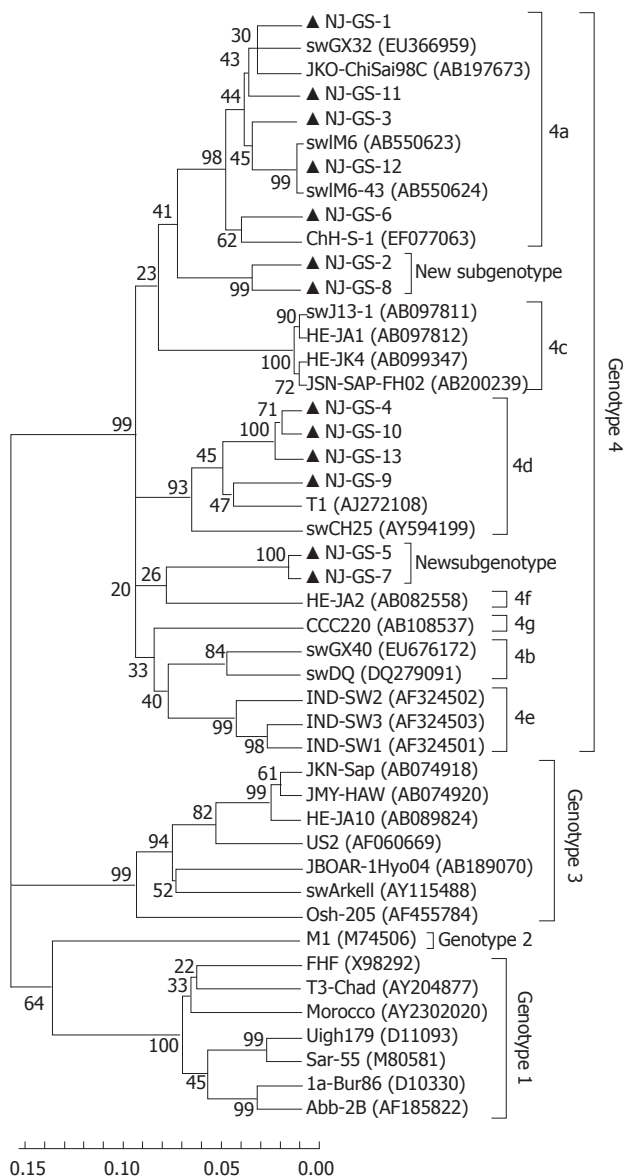 30
▲ NJ-GS-1
swGX32 (EU366959)
43
JKO-ChiSai98C (AB197673)
44
▲ NJ-GS-11
▲ NJ-GS-3
4a
98
45
swlM6 (AB550623)
▲ NJ-GS-12
99
swlM6-43 (AB550624)
41
▲ NJ-GS-6
62
ChH-S-1 (EF077063)
▲ NJ-GS-2
New subgenotype
23
99
▲ NJ-GS-8
90
swJ13-1 (AB097811)
HE-JA1 (AB097812)
4c
100
HE-JK4 (AB099347)
72
JSN-SAP-FH02 (AB200239)
Genotype 4
99
71
▲ NJ-GS-4
100
▲ NJ-GS-10
45
▲ NJ-GS-13
4d
93
▲ NJ-GS-9
47
T1 (AJ272108)
swCH25 (AY594199)
100
▲ NJ-GS-5
Newsubgenotype
26
▲ NJ-GS-7
20
HE-JA2 (AB082558)
4f
CCC220 (AB108537)
4g
33
84
swGX40 (EU676172)
4b
swDQ (DQ279091)
40
IND-SW2 (AF324502)
99
IND-SW3 (AF324503)
4e
98
IND-SW1 (AF324501)
61
JKN-Sap (AB074918)
99
JMY-HAW (AB074920)
82
HE-JA10 (AB089824)
94
US2 (AF060669)
Genotype 3
99
JBOAR-1Hyo04 (AB189070)
52
swArkell (AY115488)
Osh-205 (AF455784)
M1 (M74506)
Genotype 2
64
22
FHF (X98292)
33
T3-Chad (AY204877)
Morocco (AY2302020)
100
99
Uigh179 (D11093)
Genotype 1
Sar-55 (M80581)
45
1a-Bur86 (D10330)
99
Abb-2B (AF185822)
0.15 0.10 0.05 0.00